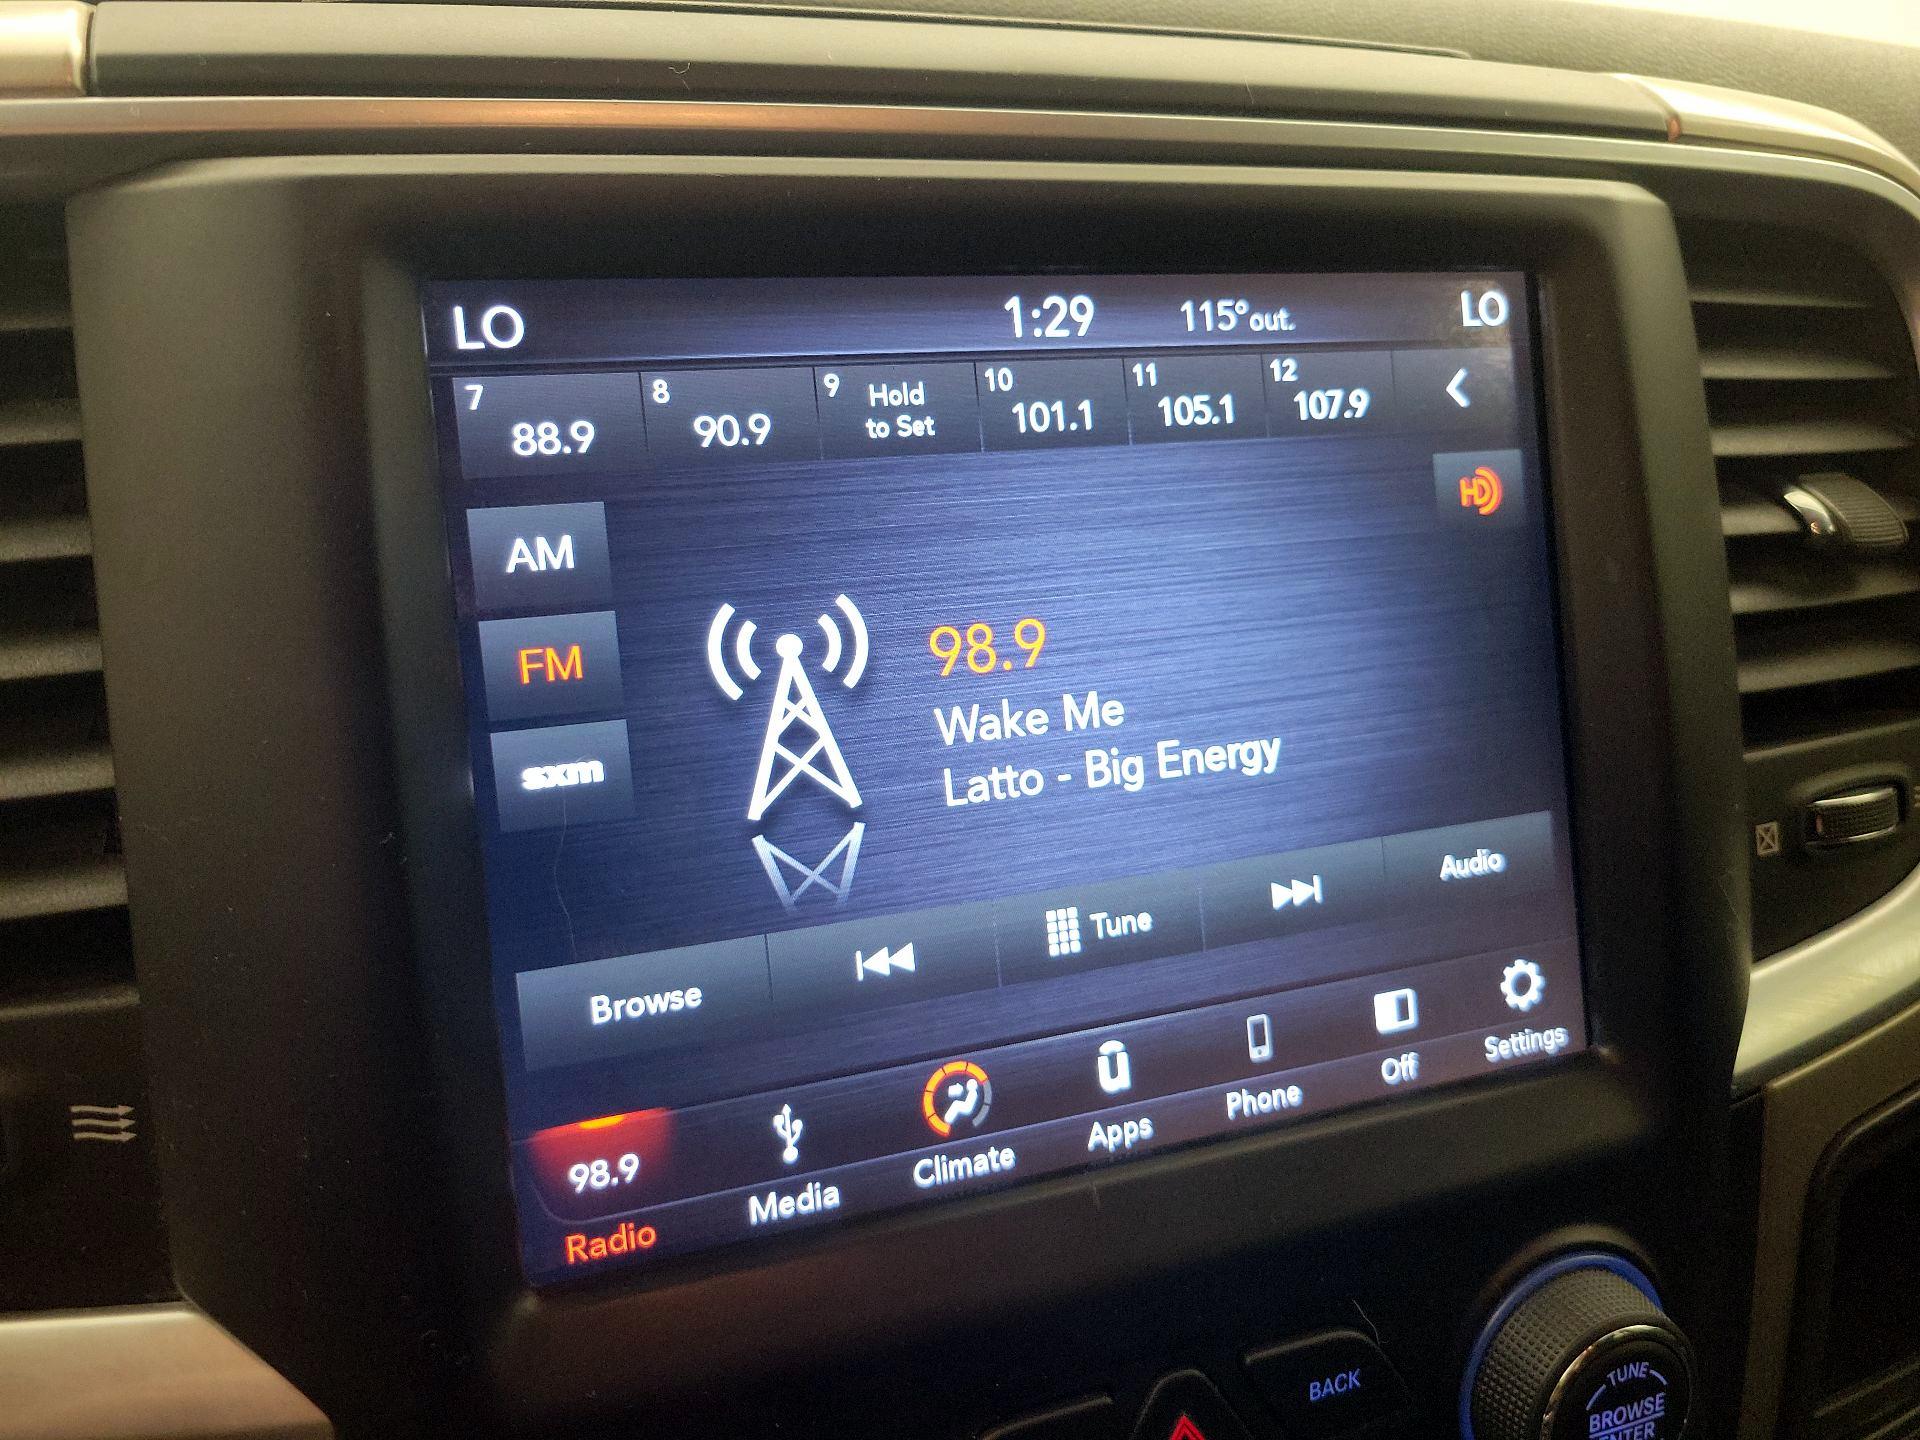 LO 1:29 115° out. LO
7 88.9 8 90.9 9 Hold to Set 10 101.1 11 105.1 12 107.9
HD
AM
FM
sxm
98.9
Wake Me
Latto - Big Energy
Browse Tune Audio
98.9
Radio Media Climate Apps Phone Off Settings
BACK
TUNE
BROWSE
ENTER